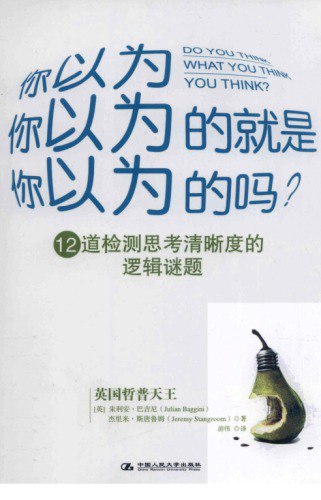 你以为
DO YOU THINK
WHAT YOU THINK
YOU THINK?
你以为的就是
你以为的吗?
12道检测思考清晰度的
逻辑谜题
英国哲普天王
[英] 朱利安·巴吉尼(Julian Baggini)
杰里米·斯唐鲁姆(Jeremy Stangroom) 著
游伟 译
中国人民大学出版社